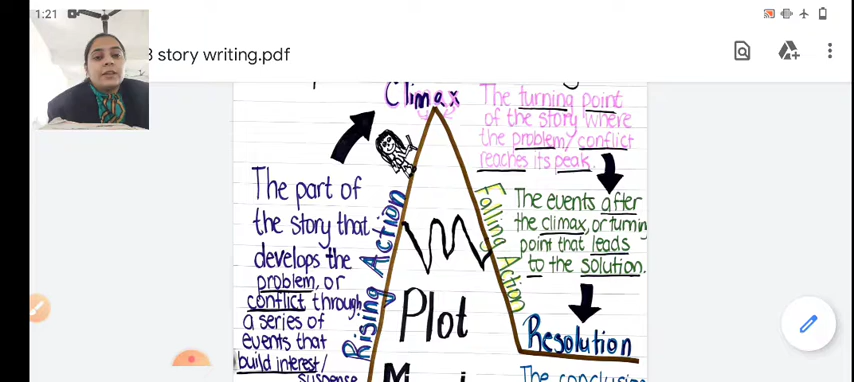 1:21
3 story writing.pdf
Climax
The turning point
of the story where
the problem/conflict
reaches its peak.
The part of
the story that
develops the
problem, or
conflict through
a series of
events that
build interest/
suspense
Rising Action
Falling Action
The events after
the climax, or turning
point that leads
to the solution.
Plot
Resolution
The conclusion